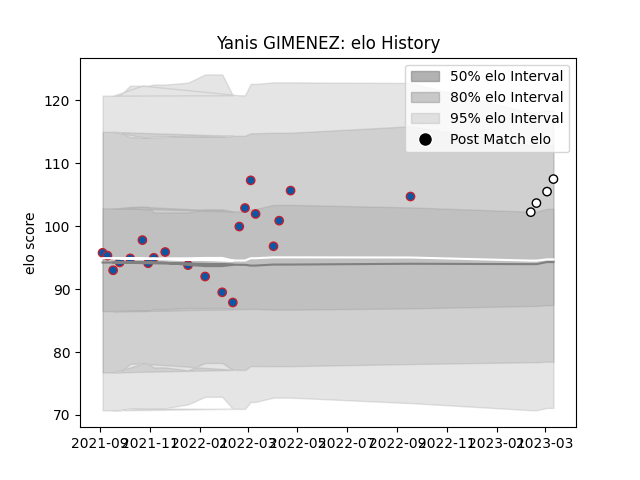 Yanis GIMENEZ: elo History
50% elo Interval
80% elo Interval
95% elo Interval
Post Match elo
elo score
120
110
100
90
80
70
2021-09 2021-11 2022-01 2022-03 2022-05 2022-07 2022-09 2022-11 2023-01 2023-03